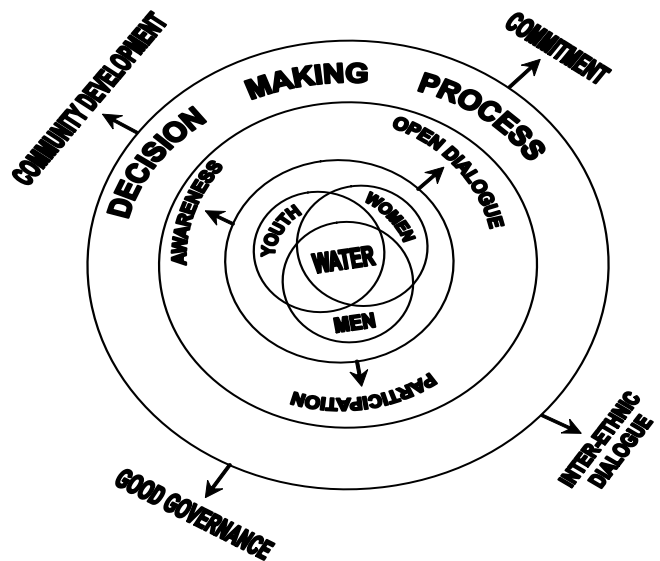 COMMUNITY DEVELOPMENT
COMMITMENT
DECISION MAKING PROCESS
AWARENESS
OPEN DIALOGUE
YOUTH
WOMEN
WATER
MEN
PARTICIPATION
INTER-ETHNIC
DIALOGUE
GOOD GOVERNANCE